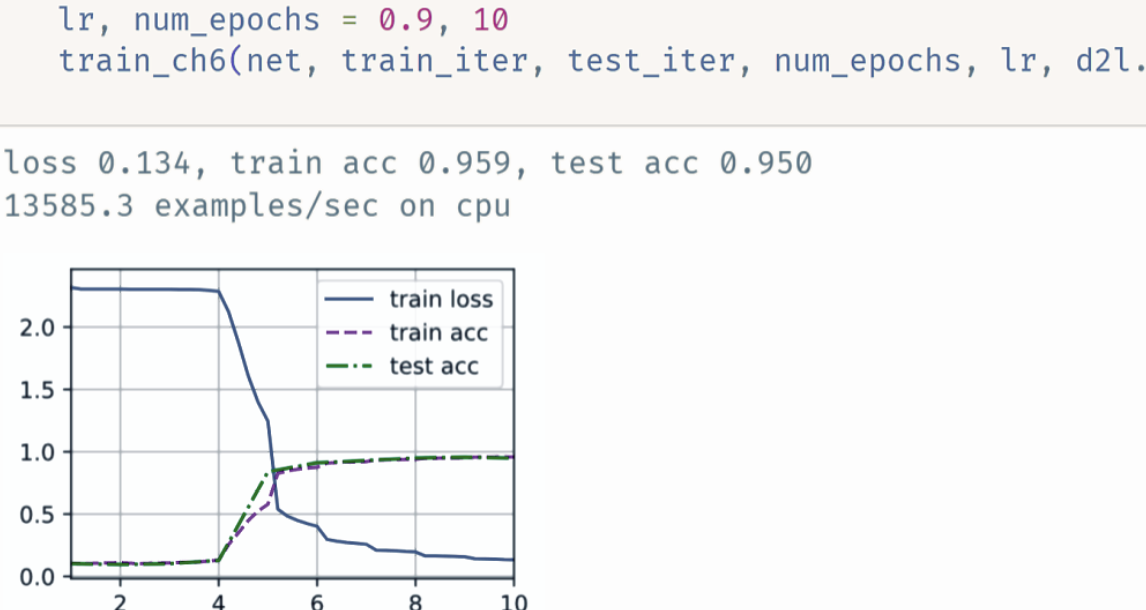 lr, num_epochs = 0.9, 10
train_ch6(net, train_iter, test_iter, num_epochs, lr, d2l.
loss 0.134, train acc 0.959, test acc 0.950
13585.3 examples/sec on cpu
train loss
train acc
test acc
2.0
1.5
1.0
0.5
0.0
2 4 6 8 10